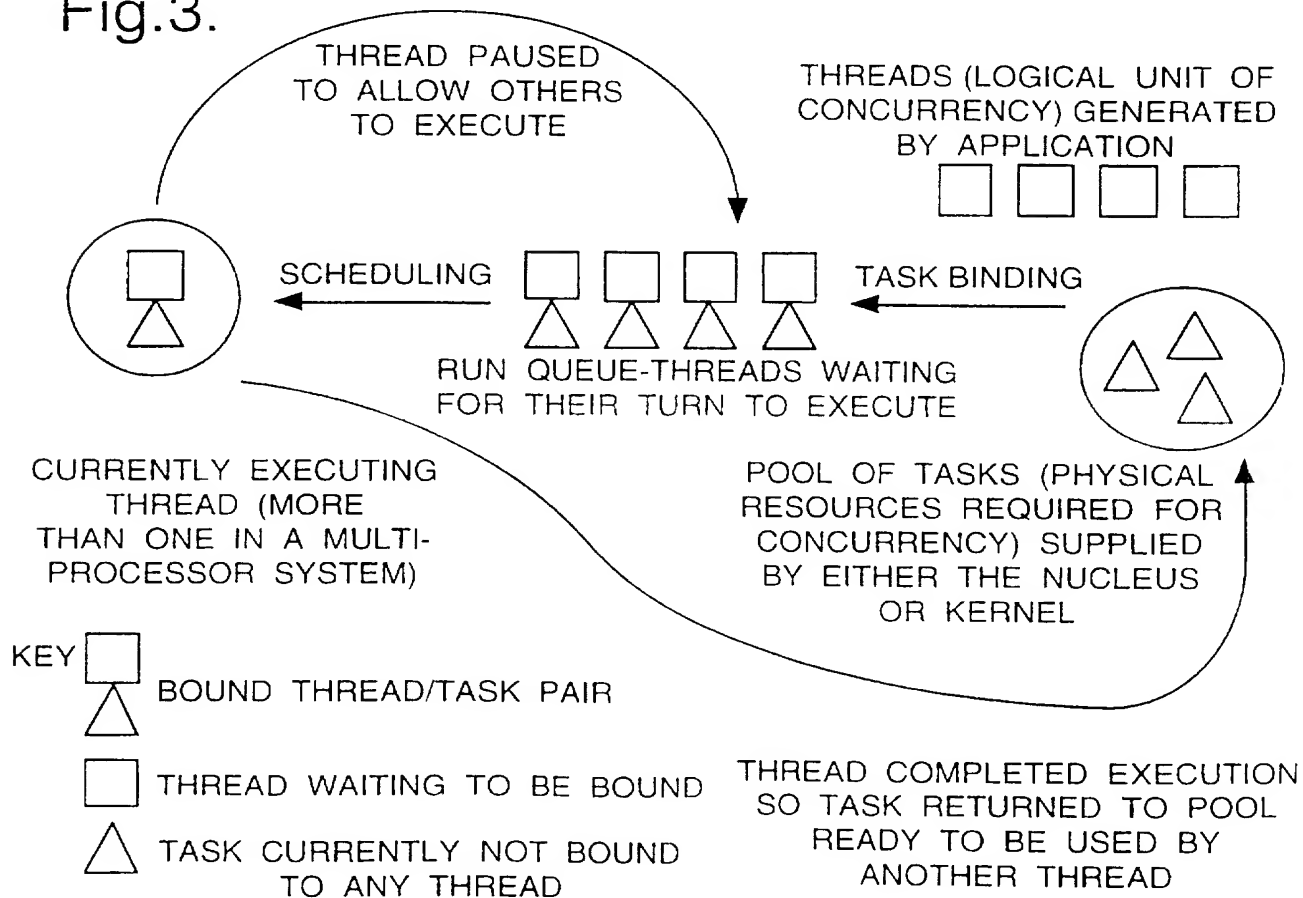 Fig.3.
THREAD PAUSED
TO ALLOW OTHERS
TO EXECUTE
THREADS (LOGICAL UNIT OF
CONCURRENCY) GENERATED
BY APPLICATION
SCHEDULING
TASK BINDING
RUN QUEUE-THREADS WAITING
FOR THEIR TURN TO EXECUTE
CURRENTLY EXECUTING
THREAD (MORE
THAN ONE IN A MULTI-
PROCESSOR SYSTEM)
POOL OF TASKS (PHYSICAL
RESOURCES REQUIRED FOR
CONCURRENCY) SUPPLIED
BY EITHER THE NUCLEUS
OR KERNEL
KEY
BOUND THREAD/TASK PAIR
THREAD WAITING TO BE BOUND
TASK CURRENTLY NOT BOUND
TO ANY THREAD
THREAD COMPLETED EXECUTION
SO TASK RETURNED TO POOL
READY TO BE USED BY
ANOTHER THREAD